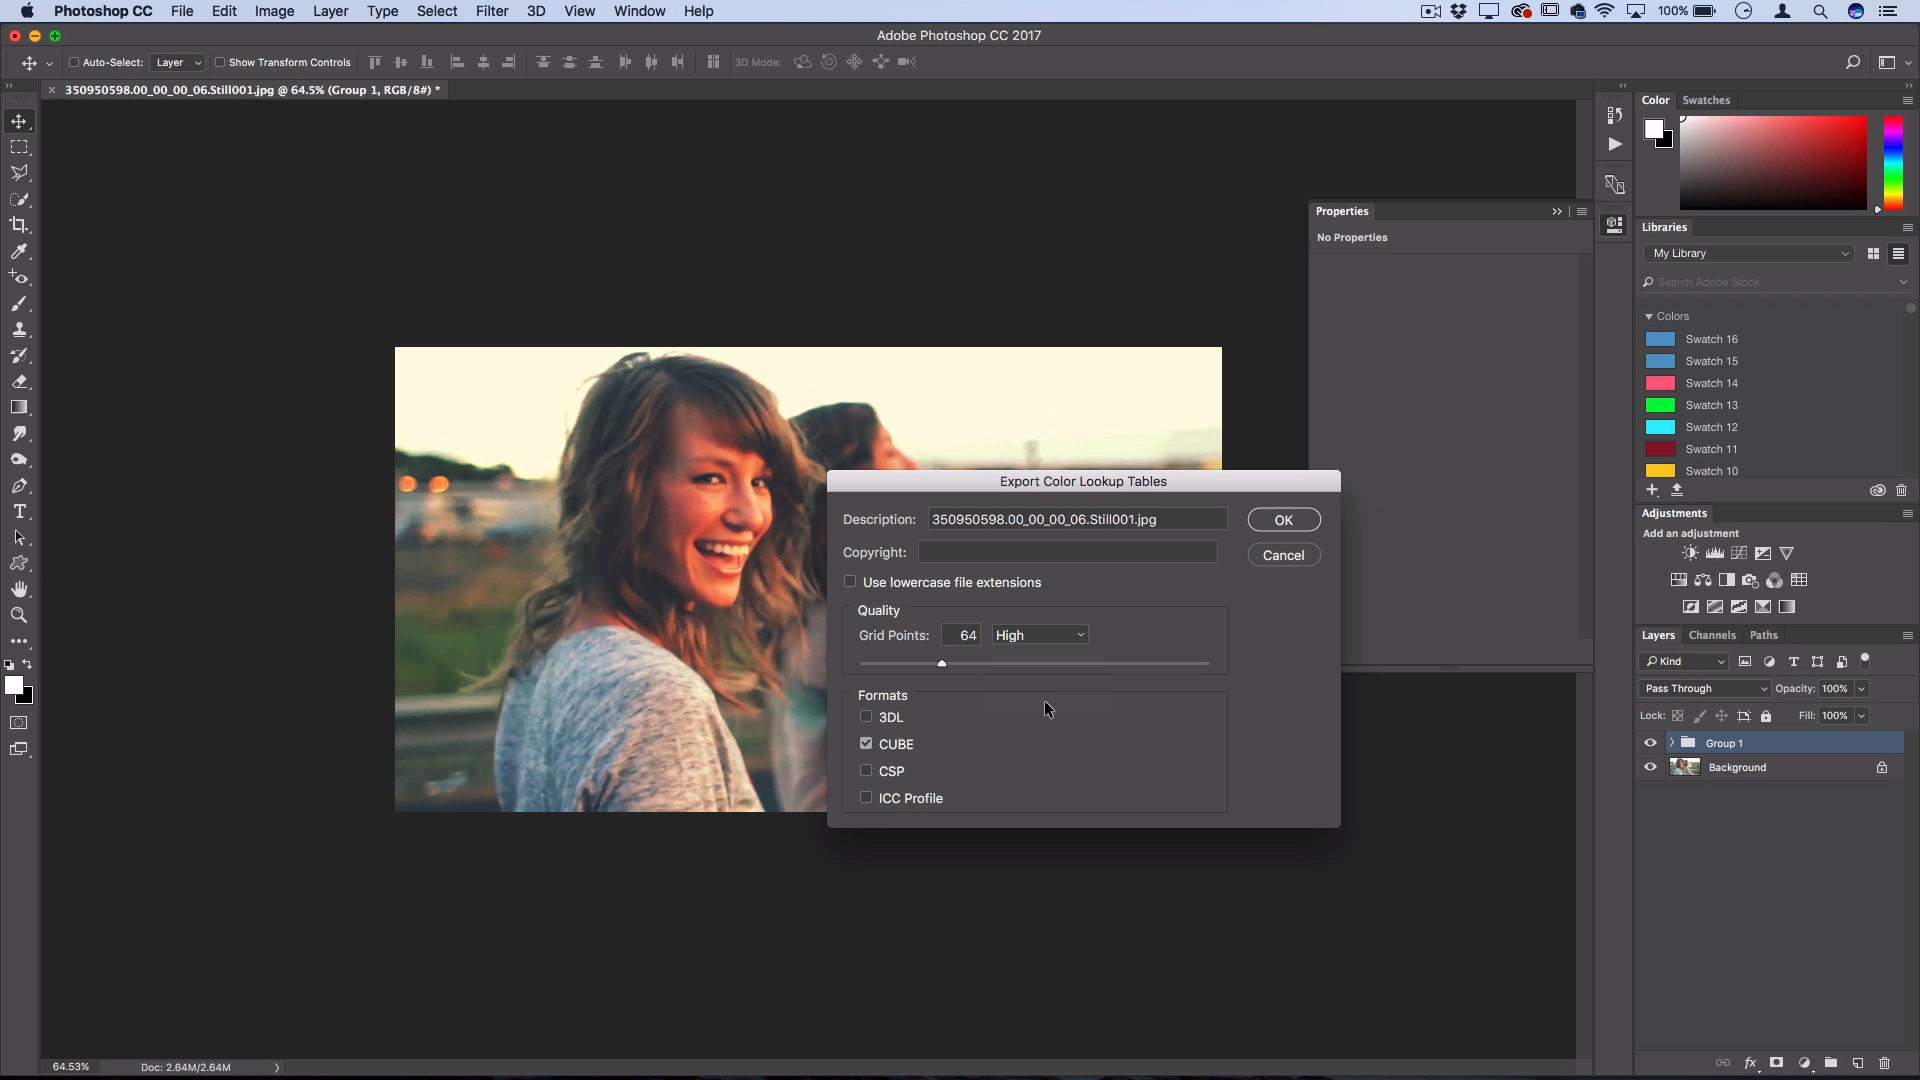 Photoshop CC File Edit Image Layer Type Select Filter 3D View Window Help 100%
Adobe Photoshop CC 2017
Auto-Select: Layer Show Transform Controls 3D Mode:
350950598.00_00_00_06.Still001.jpg @ 64.5% (Group 1, RGB/8#) *
Color Swatches
Properties
No Properties
Libraries
My Library
Search Adobe Stock
Colors
Swatch 16
Swatch 15
Swatch 14
Swatch 13
Swatch 12
Swatch 11
Swatch 10
Export Color Lookup Tables
Description: 350950598.00_00_00_06.Still001.jpg OK
Copyright: Cancel
Use lowercase file extensions
Quality
Grid Points: 64 High
Formats
3DL
CUBE
CSP
ICC Profile
Adjustments
Add an adjustment
Layers Channels Paths
Kind
Pass Through Opacity: 100%
Lock: Fill: 100%
Group 1
Background
fx
64.53% Doc: 2.64M/2.64M